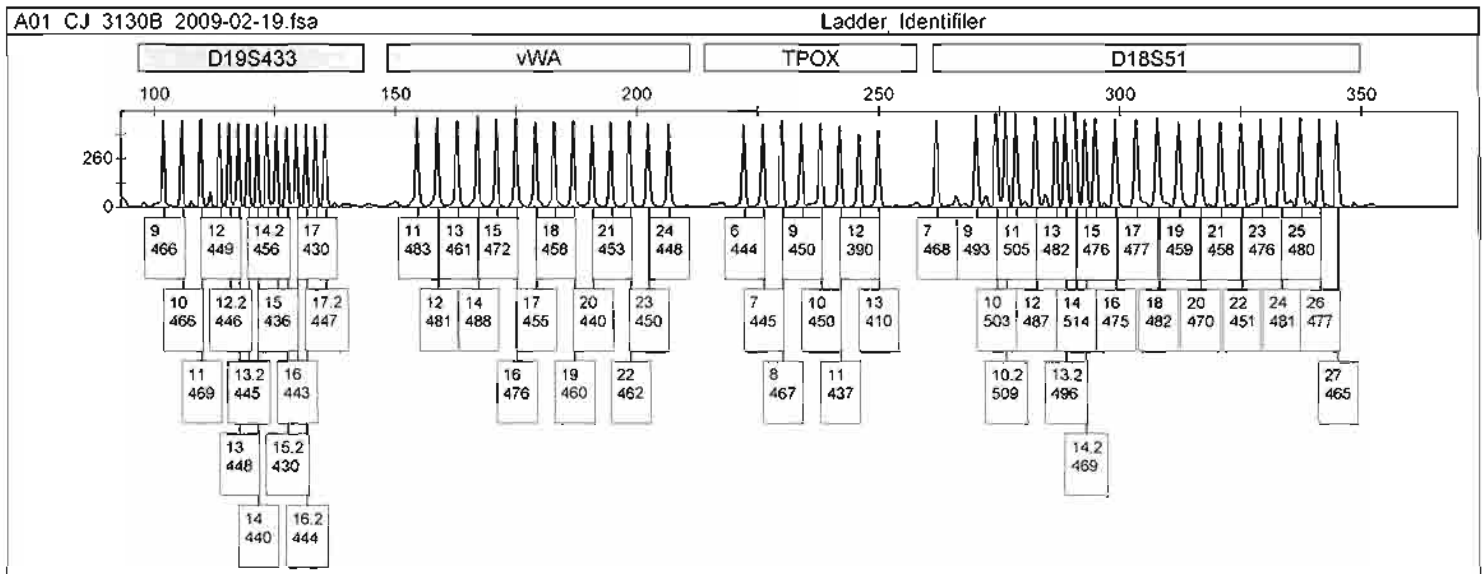 A01 CJ 3130B 2009-02-19.fsa Ladder, Identifiler
D19S433 vWA TPOX D18S51
100 150 200 250 300 350
260
0
9 12 14.2 17 11 13 15 18 21 24 6 9 12 7 9 11 13 15 17 19 21 23 25
466 449 456 430 483 461 472 458 453 448 444 450 390 468 493 505 482 476 477 459 458 476 480
10 12.2 15 17.2 12 14 17 20 23 7 10 13 10 12 14 16 18 20 22 24 26
466 446 436 447 481 488 455 440 450 445 450 410 503 487 514 475 482 470 451 481 477
11 13.2 16 16 19 22 8 11 10.2 13.2 27
469 445 443 476 460 462 467 437 509 496 465
13 15.2 14.2
448 430 469
14 16.2
440 444